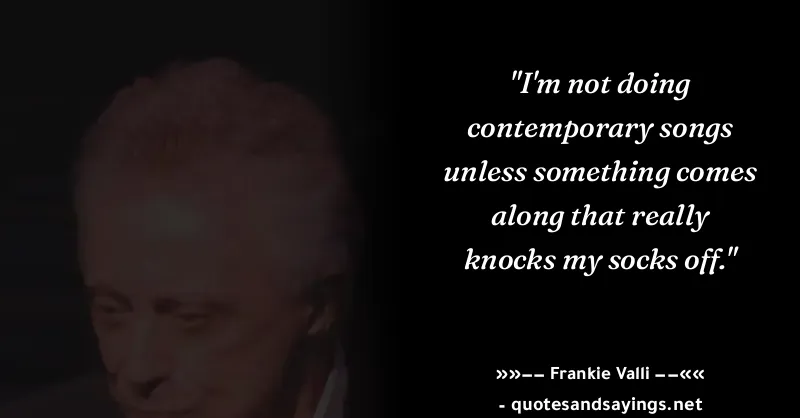 "I'm not doing
contemporary songs
unless something comes
along that really
knocks my socks off."
»»−− Frankie Valli −−««
- quotesandsayings.net